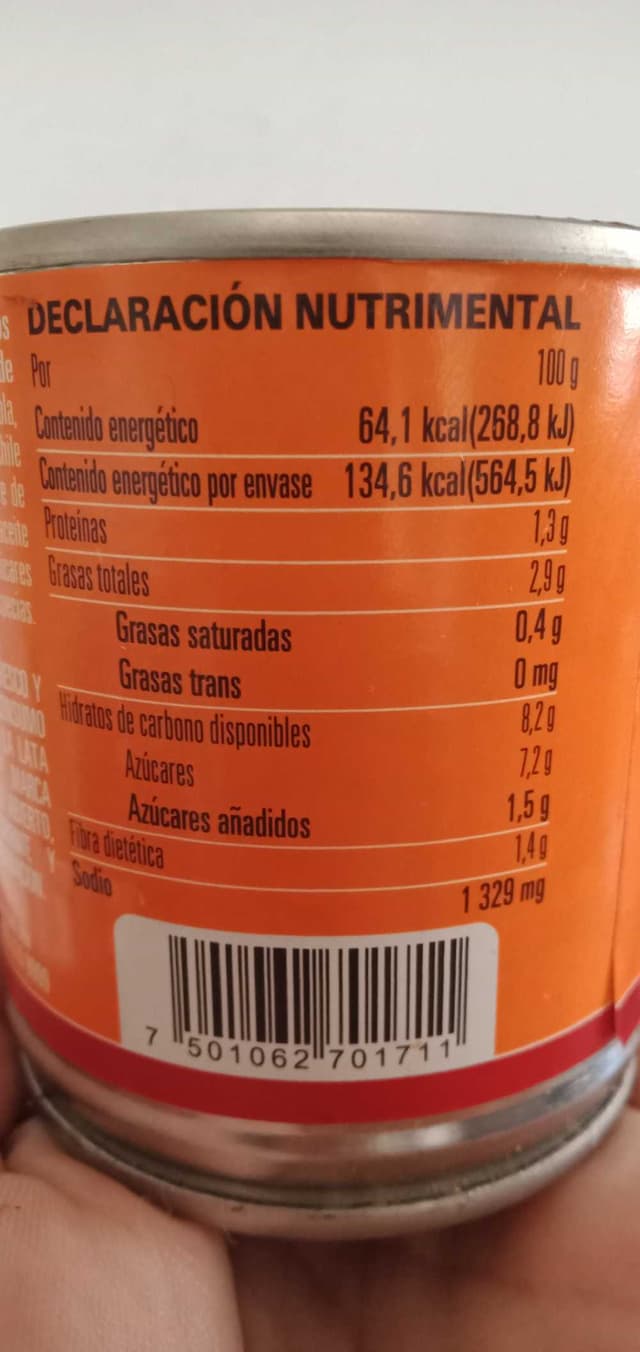 DECLARACIÓN NUTRIMENTAL
Por 100 g
Contenido energético 64,1 kcal(268,8 kJ)
Contenido energético por envase 134,6 kcal(564,5 kJ)
Proteínas 1,3 g
Grasas totales 2,9 g
Grasas saturadas 0,4 g
Grasas trans 0 mg
Hidratos de carbono disponibles 8,2 g
Azúcares 7,2 g
Azúcares añadidos 1,5 g
Fibra dietética 1,4 g
Sodio 1 329 mg
7 501062 701711